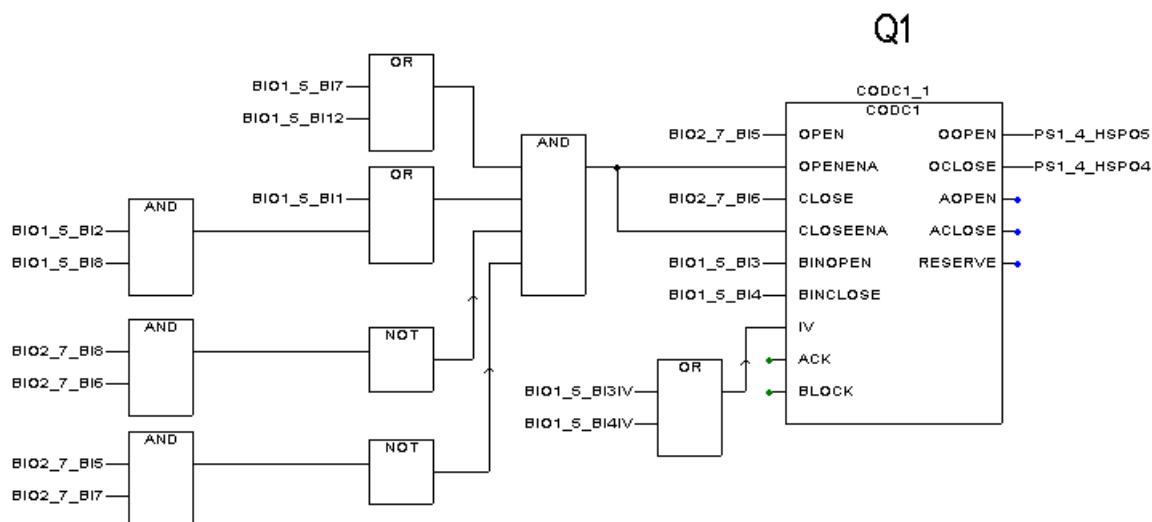 Q1
OR
BIO1_5_BI7
BIO1_5_BI12
CODC1_1
CODC1
BIO2_7_BI5 OPEN OOPEN PS1_4_HSPO5
AND
OPENENA OCLOSE PS1_4_HSPO4
OR
BIO1_5_BI1
BIO2_7_BI6 CLOSE AOPEN
AND
BIO1_5_BI2
CLOSEENA ACLOSE
BIO1_5_BI8
BIO1_5_BI3 BINOPEN RESERVE
BIO1_5_BI4 BINCLOSE
AND
NOT
IV
BIO2_7_BI8
OR
ACK
BIO2_7_BI6
BIO1_5_BI3IV
BLOCK
BIO1_5_BI4IV
AND
NOT
BIO2_7_BI5
BIO2_7_BI7